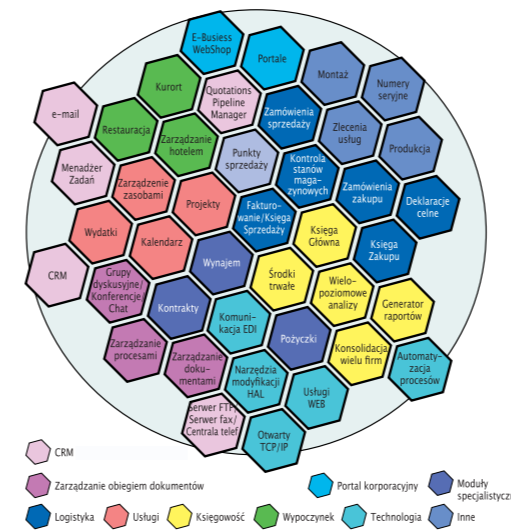 E-Busiess
WebShop
Portale
Montaż
Numery
seryjne
Kurort
Quotations
Pipeline
Manager
e-mail
Zamówienia
sprzedaży
Zlecenia
usług
Restauracja
Zarządzanie
hotelem
Punkty
sprzedaży
Produkcja
Kontrola
stanów
maga-
zynowych
Menadżer
Zadań
Zarządzenie
zasobami
Projekty
Zamówienia
zakupu
Deklaracje
celne
Fakturo-
wanie/Księga
Sprzedaży
Księga
Główna
Wydatki
Kalendarz
Księga
Zakupu
Wynajem
CRM
Grupy
dyskusyjne/
Konferencje/
Chat
Środki
trwałe
Wielo-
poziomowe
analizy
Kontrakty
Generator
raportów
Komuni-
kacja EDI
Pożyczki
Zarządzanie
procesami
Konsolidacja
wielu firm
Zarządzanie
doku-
mentami
Automaty-
zacja
procesów
Narzędzia
modyfikacji
HAL
Usługi
WEB
Serwer FTP/
Serwer fax/
Centrala telef.
Otwarty
TCP/IP
CRM
Zarządzanie obiegiem dokumentów
Portal korporacyjny
Moduły
specjalistyczn
Logistyka
Usługi
Księgowość
Wypoczynek
Technologia
Inne